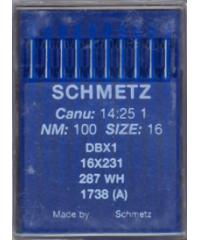 SCHMETZ
Canu: 14:25 1
NM: 100 SIZE: 16
DBX1
16X231
287 WH
1738 (A)
Made by Schmetz